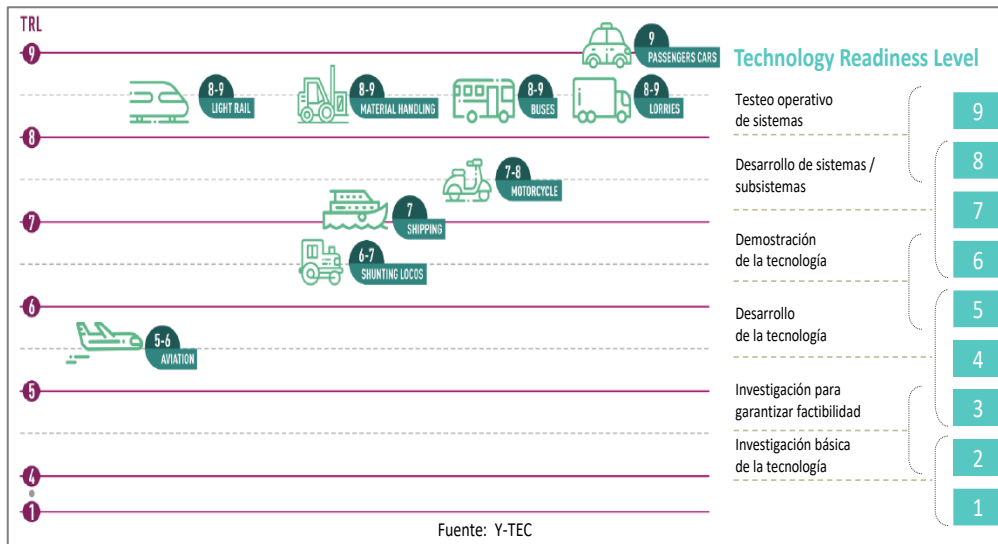 TRL
9
9
PASSENGERS CARS
8-9
LIGHT RAIL
8-9
MATERIAL HANDLING
8-9
BUSES
8-9
LORRIES
8
7-8
MOTORCYCLE
7
7
SHIPPING
6-7
SHUNTING LOCOS
6
5-6
AVIATION
5
4
1
Fuente: Y-TEC
Technology Readiness Level
Testeo operativo
de sistemas
Desarrollo de sistemas /
subsistemas
Demostración
de la tecnología
Desarrollo
de la tecnología
Investigación para
garantizar factibilidad
Investigación básica
de la tecnología
9
8
7
6
5
4
3
2
1